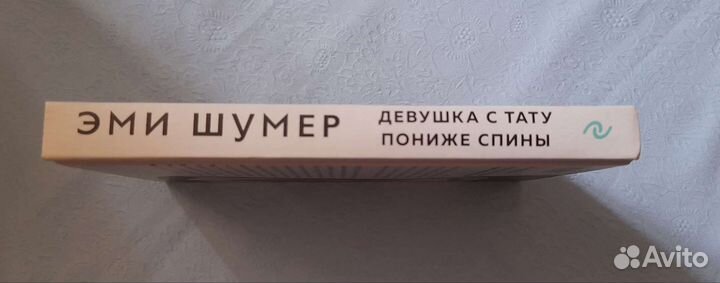 ЭМИ ШУМЕР
ДЕВУШКА С ТАТУ
ПОНИЖЕ СПИНЫ
Avito